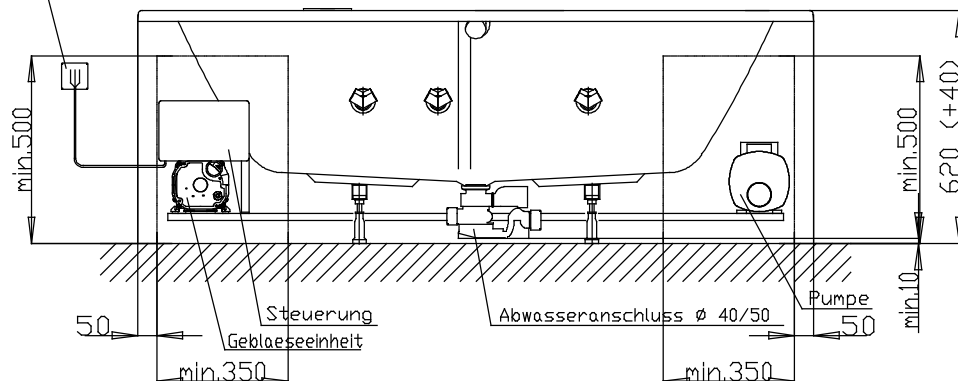 min.500
min.500
620 (+40)
min.10
Steuerung
Geblaeseeinheit
Abwasseranschluss Ø 40/50
Pumpe
50
50
min.350
min.350